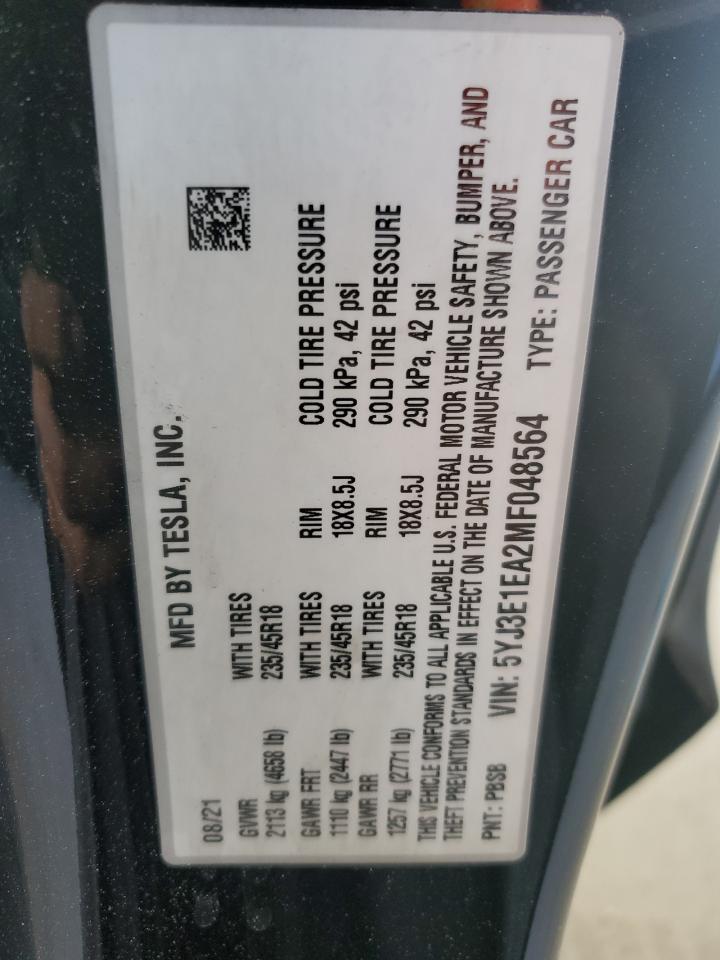 MFD BY TESLA, INC.
08/21
GVWR WITH TIRES
2113 kg (4658 lb) 235/45R18
GAWR FRT WITH TIRES RIM COLD TIRE PRESSURE
1110 kg (2447 lb) 235/45R18 18X8.5J 290 kPa, 42 psi
GAWR RR WITH TIRES RIM COLD TIRE PRESSURE
1257 kg (2771 lb) 235/45R18 18X8.5J 290 kPa, 42 psi
THIS VEHICLE CONFORMS TO ALL APPLICABLE U.S. FEDERAL MOTOR VEHICLE SAFETY, BUMPER, AND
THEFT PREVENTION STANDARDS IN EFFECT ON THE DATE OF MANUFACTURE SHOWN ABOVE.
PNT: PBSB VIN: 5YJ3E1EA2MF048564 TYPE: PASSENGER CAR